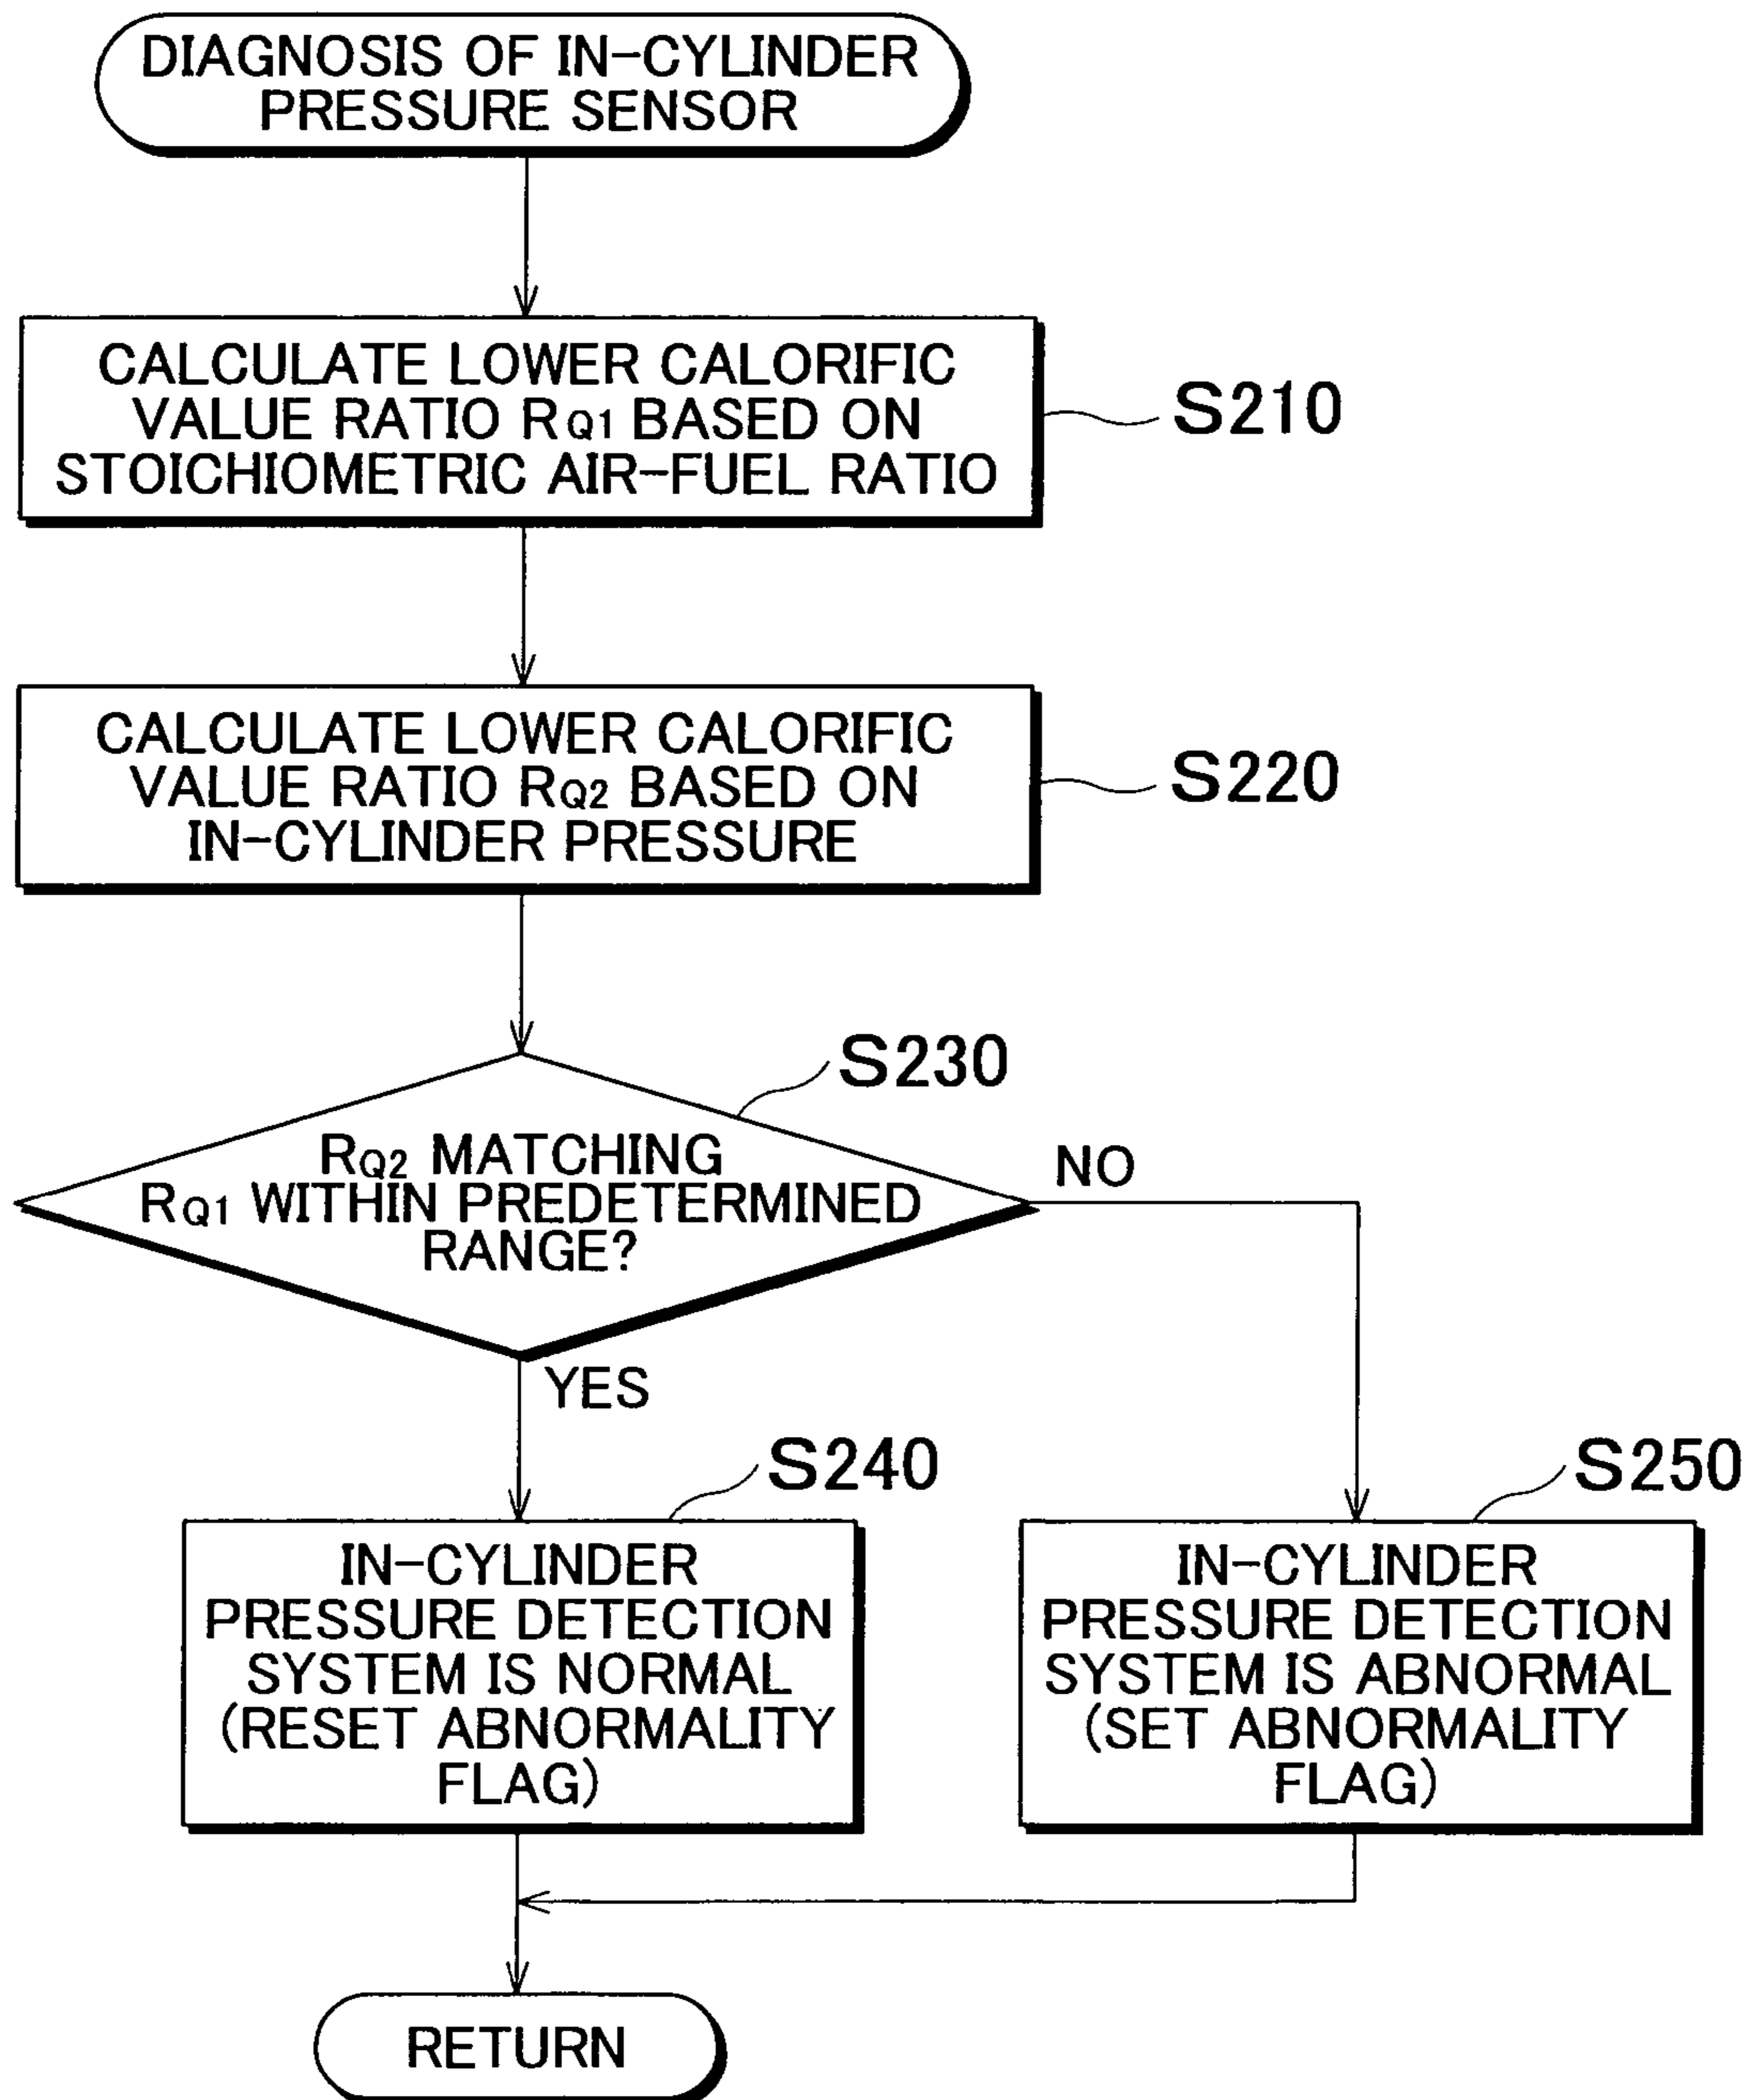 DIAGNOSIS OF IN-CYLINDER
PRESSURE SENSOR
CALCULATE LOWER CALORIFIC
VALUE RATIO RQ1 BASED ON
STOICHIOMETRIC AIR-FUEL RATIO
S210
CALCULATE LOWER CALORIFIC
VALUE RATIO RQ2 BASED ON
IN-CYLINDER PRESSURE
S220
S230
RQ2 MATCHING
RQ1 WITHIN PREDETERMINED
RANGE?
NO
YES
S240
IN-CYLINDER
PRESSURE DETECTION
SYSTEM IS NORMAL
(RESET ABNORMALITY
FLAG)
S250
IN-CYLINDER
PRESSURE DETECTION
SYSTEM IS ABNORMAL
(SET ABNORMALITY
FLAG)
RETURN